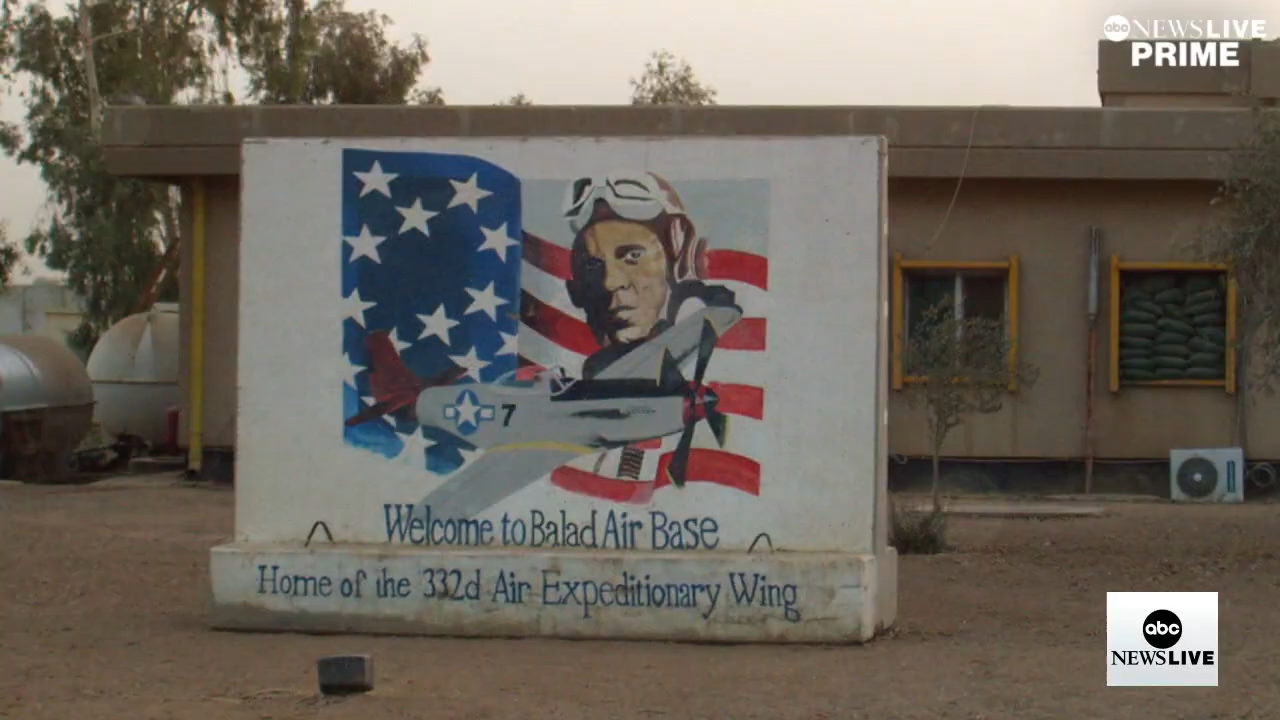 abc NEWS LIVE
PRIME
7
Welcome to Balad Air Base
Home of the 332d Air Expeditionary Wing
abc
NEWS LIVE